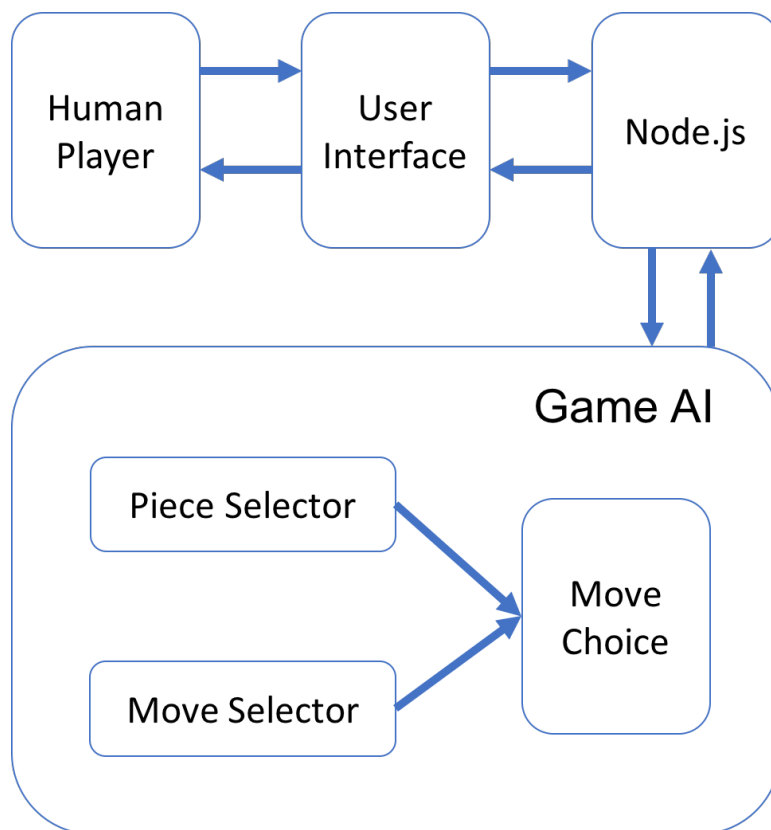 Human
Player
User
Interface
Node.js
Game AI
Piece Selector
Move
Choice
Move Selector